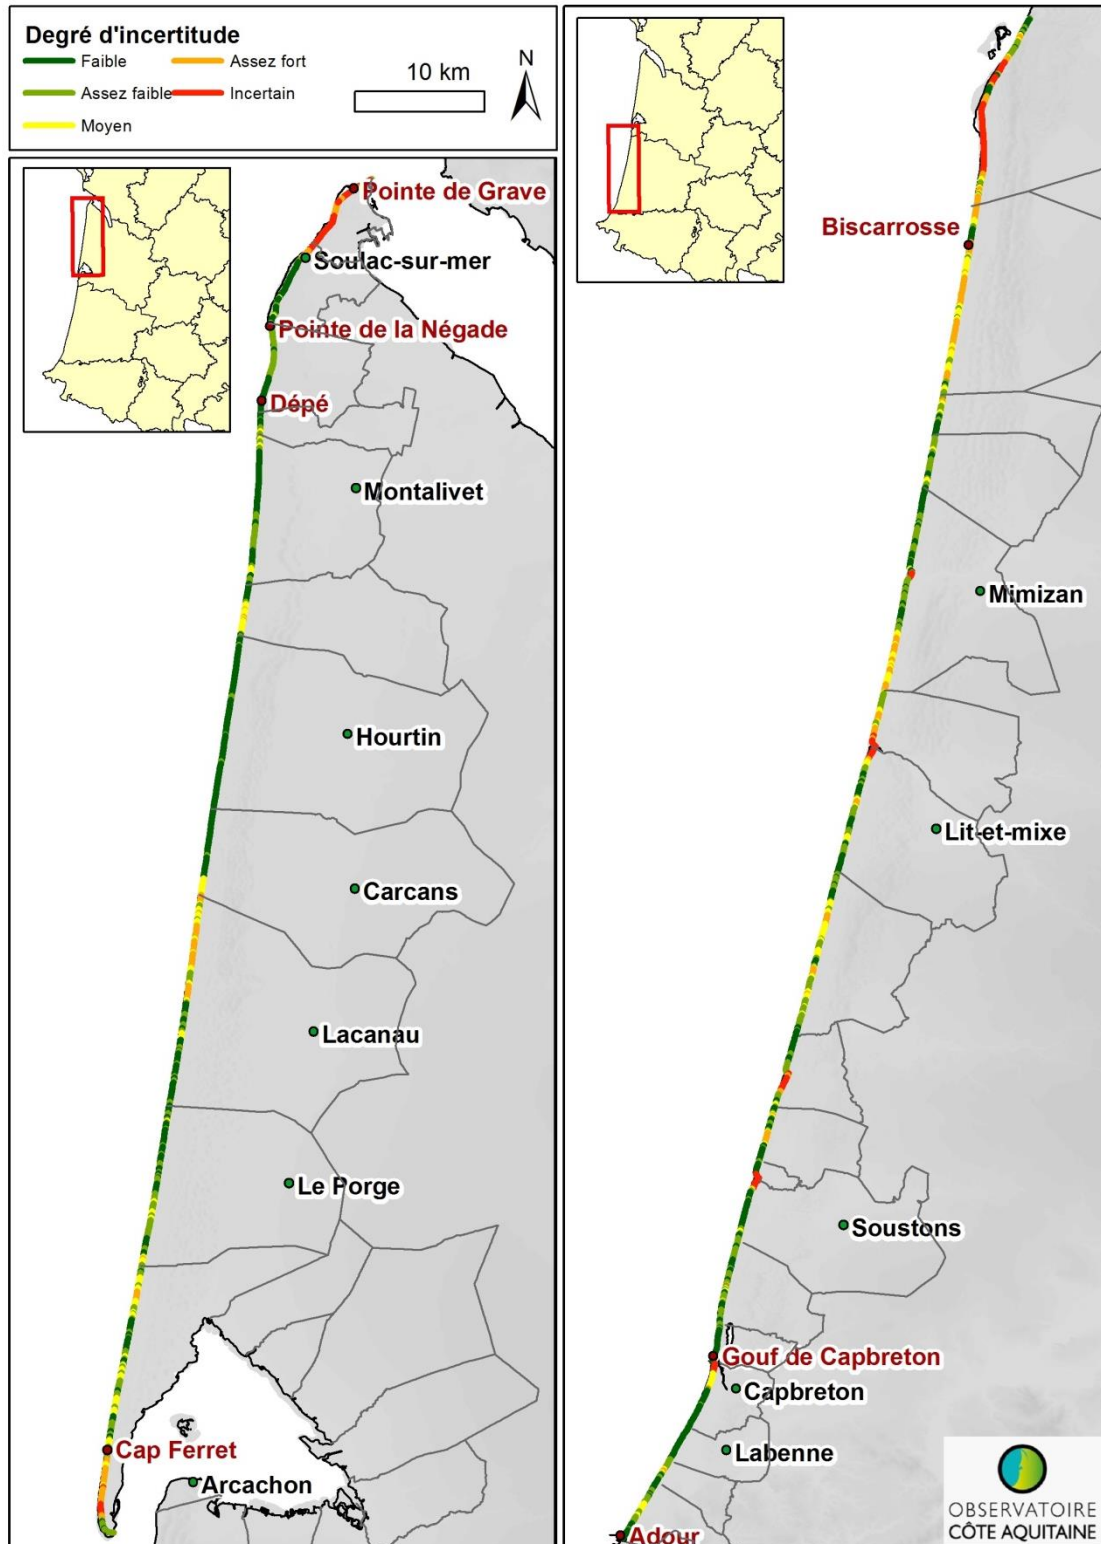 Degré d'incertitude
Faible
Assez fort
Assez faible
Incertain
Moyen
10 km
N
Pointe de Grave
Soulac-sur-mer
Pointe de la Négade
Dépé
Montalivet
Hourtin
Carcans
Lacanau
Le Porge
Cap Ferret
Arcachon
Biscarrosse
Mimizan
Lit-et-mixe
Soustons
Gouf de Capbreton
Capbreton
Labenne
Adour
OBSERVATOIRE
CÔTE AQUITAINE